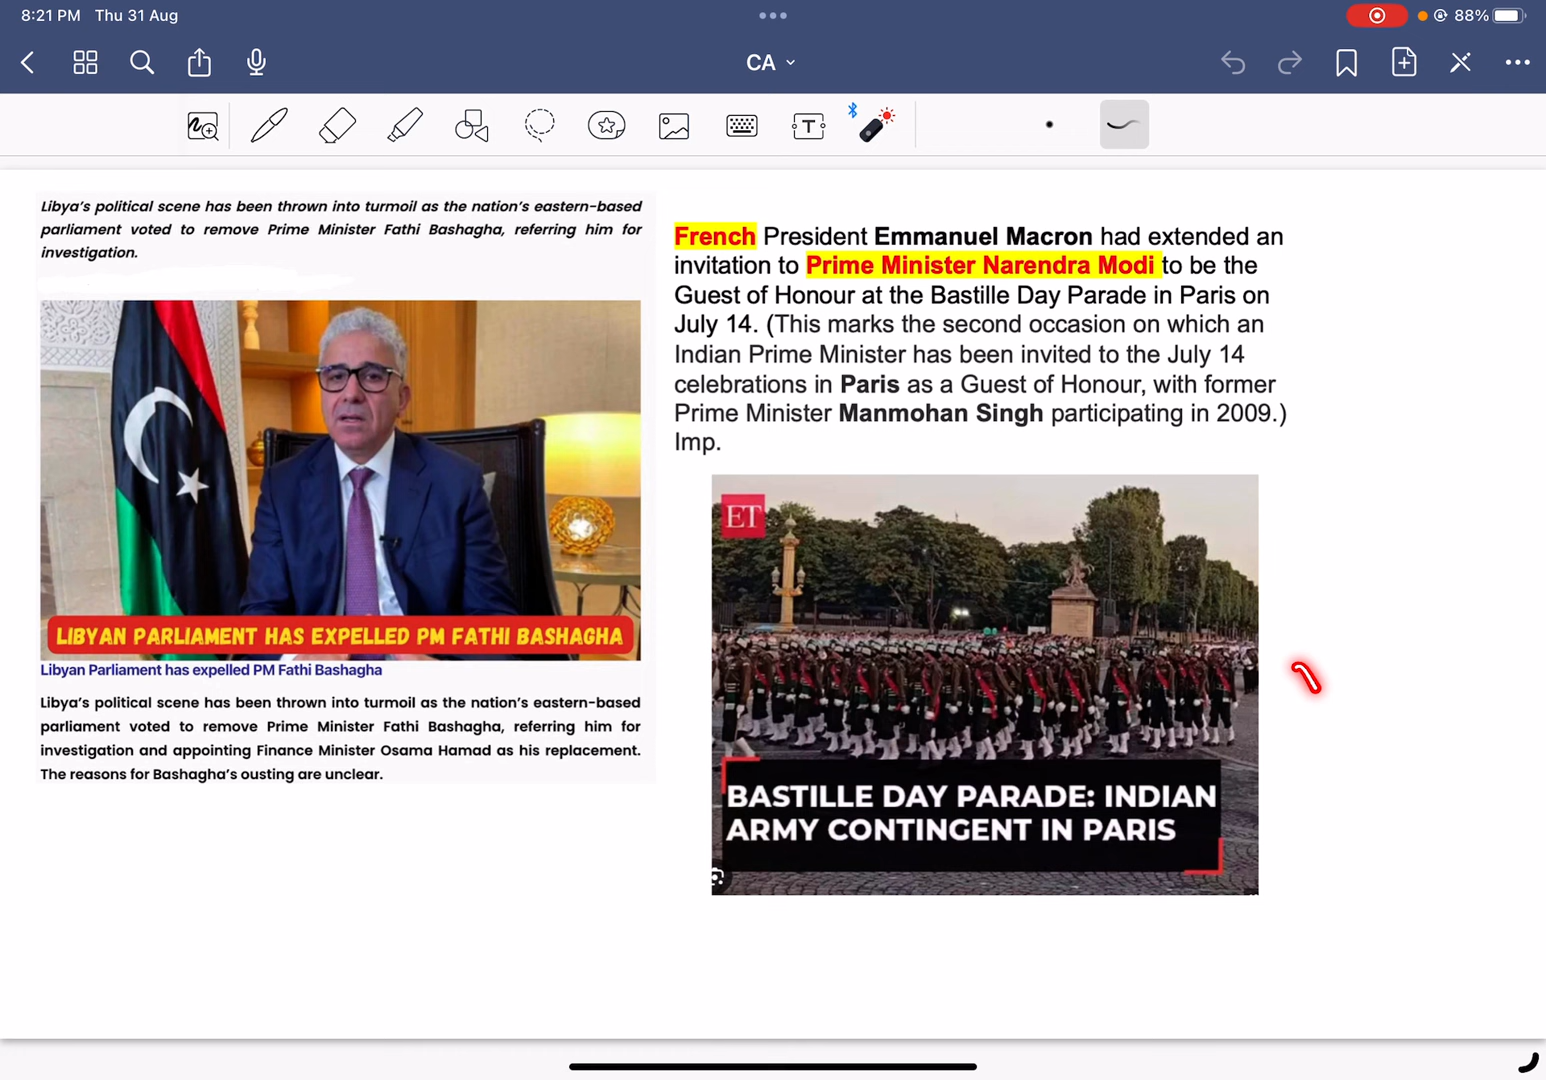 8:21 PM Thu 31 Aug
88%
CA
T
Libya's political scene has been thrown into turmoil as the nation's eastern-based
parliament voted to remove Prime Minister Fathi Bashagha, referring him for
investigation.
LIBYAN PARLIAMENT HAS EXPELLED PM FATHI BASHAGHA
Libyan Parliament has expelled PM Fathi Bashagha
Libya's political scene has been thrown into turmoil as the nation's eastern-based
parliament voted to remove Prime Minister Fathi Bashagha, referring him for
investigation and appointing Finance Minister Osama Hamad as his replacement.
The reasons for Bashagha's ousting are unclear.
French President Emmanuel Macron had extended an
invitation to Prime Minister Narendra Modi to be the
Guest of Honour at the Bastille Day Parade in Paris on
July 14. (This marks the second occasion on which an
Indian Prime Minister has been invited to the July 14
celebrations in Paris as a Guest of Honour, with former
Prime Minister Manmohan Singh participating in 2009.)
Imp.
ET
BASTILLE DAY PARADE: INDIAN
ARMY CONTINGENT IN PARIS